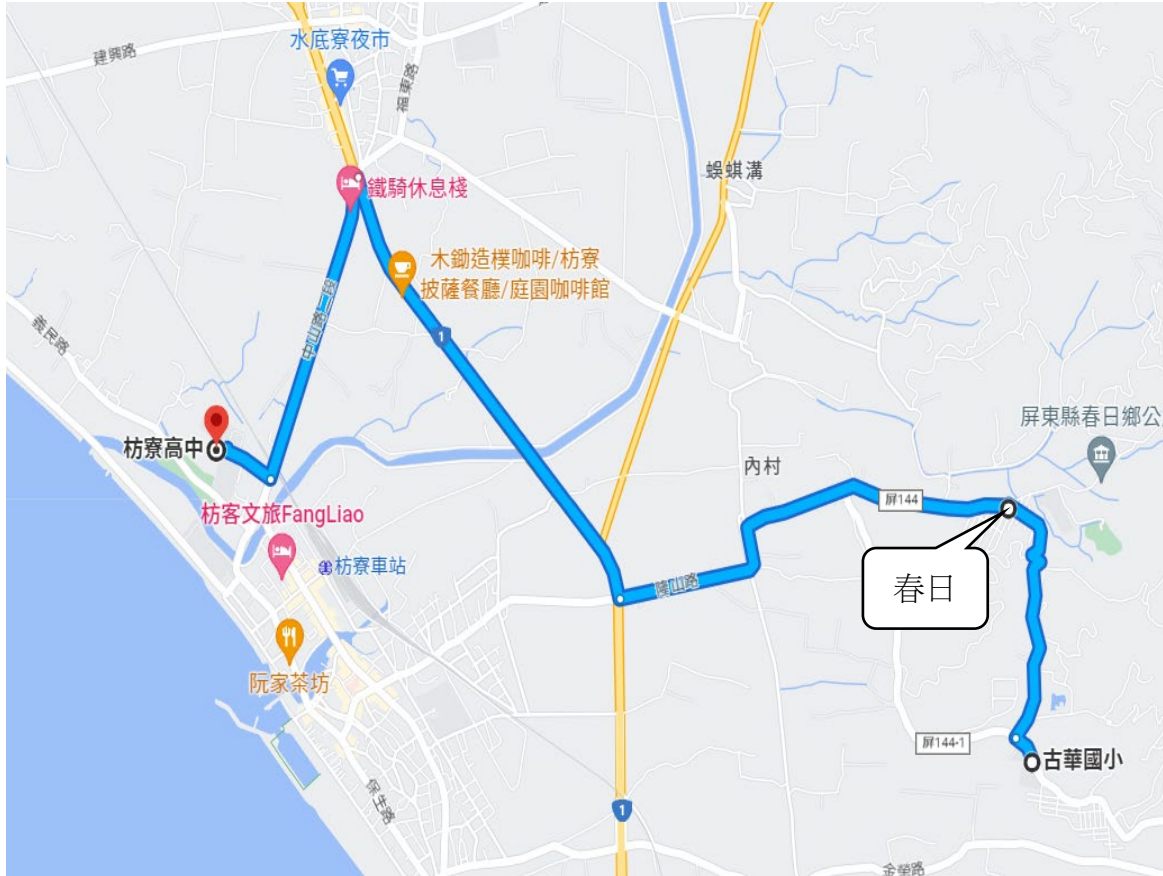 建興路
水底寮夜市
福東路
蜈蜞溝
鐵騎休息棧
木鋤造樸咖啡/枋寮
披薩餐廳/庭園咖啡館
中山路一段
1
義民路
枋寮高中
屏東縣春日鄉公
內村
屏144
枋客文旅FangLiao
枋寮車站
春日
隆山路
阮家茶坊
屏144-1
古華國小
保生路
1
金榮路